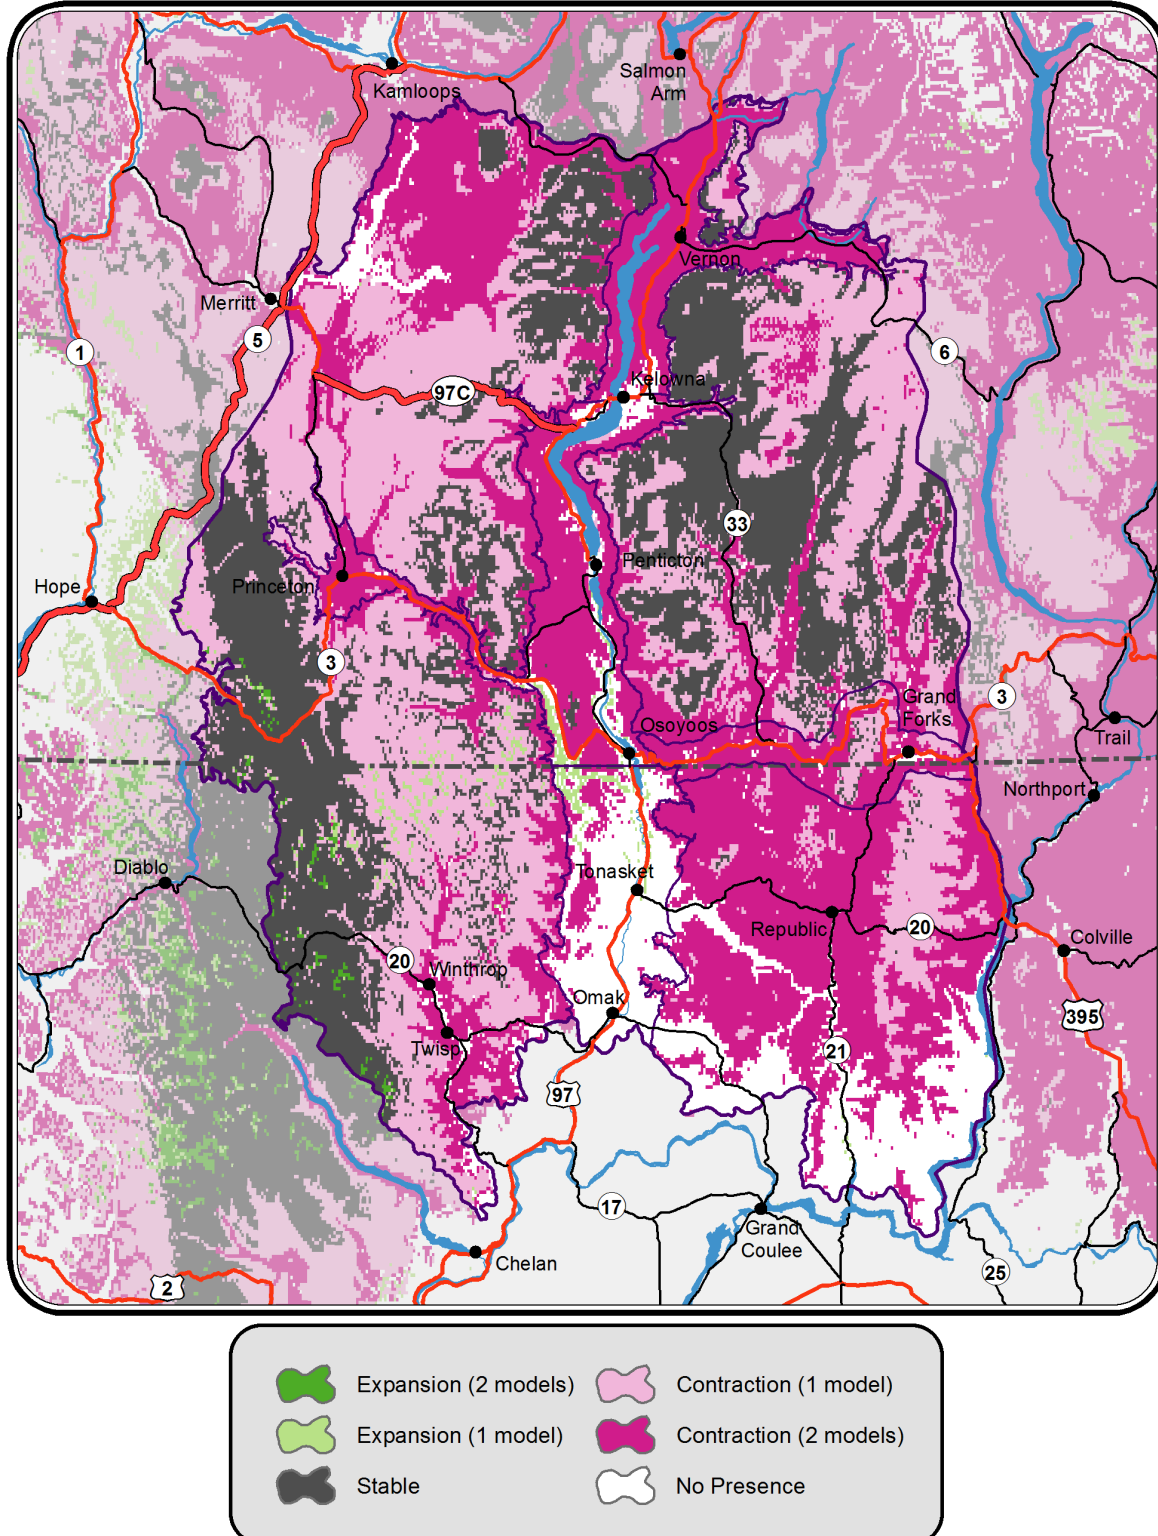 Salmon
Arm
Kamloops
Vernon
Merritt
5
1
6
97C
Kelowna
33
Hope
Penticton
Princeton
3
Grand
Forks
3
Osoyoos
Trail
Northport
Diablo
Tonasket
Republic
20
Colville
20
Winthrop
Omak
395
Twisp
21
97
17
Grand
Coulee
Chelan
25
2
Expansion (2 models)
Contraction (1 model)
Expansion (1 model)
Contraction (2 models)
Stable
No Presence